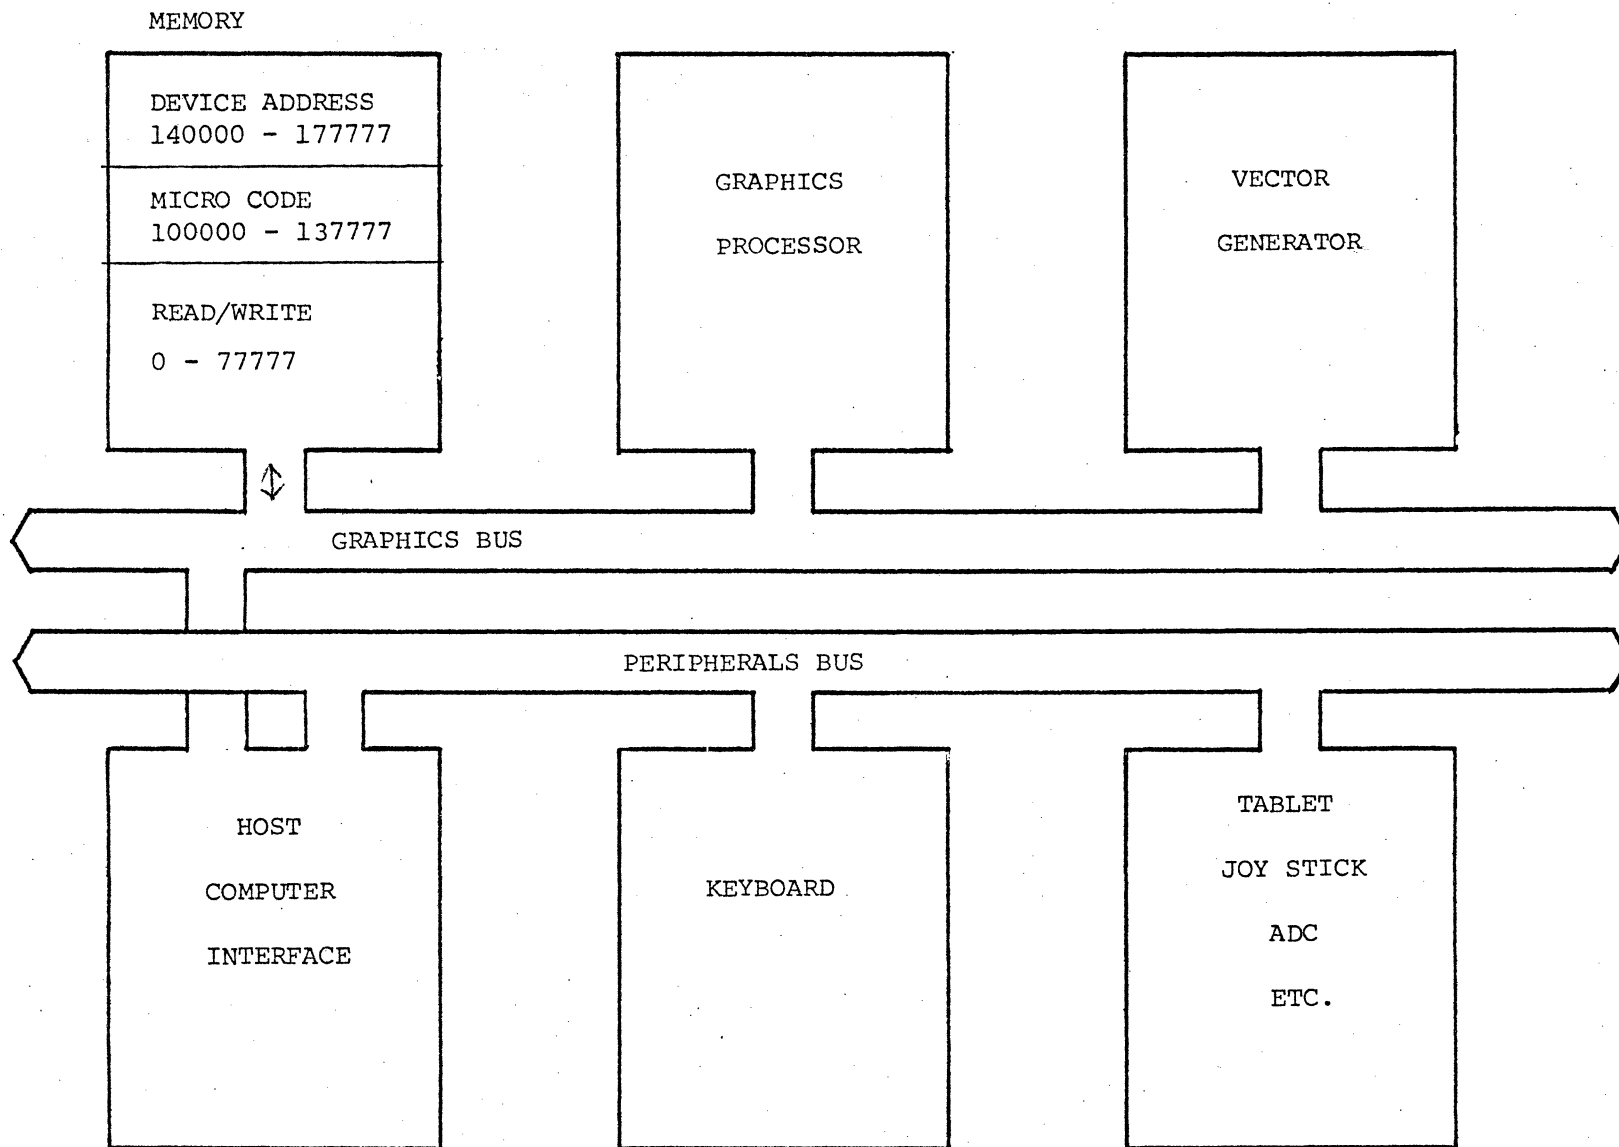 MEMORY
DEVICE ADDRESS
140000 - 177777
MICRO CODE
100000 - 137777
READ/WRITE
0 - 77777
GRAPHICS
PROCESSOR
VECTOR
GENERATOR
GRAPHICS BUS
PERIPHERALS BUS
HOST
COMPUTER
INTERFACE
KEYBOARD
TABLET
JOY STICK
ADC
ETC.